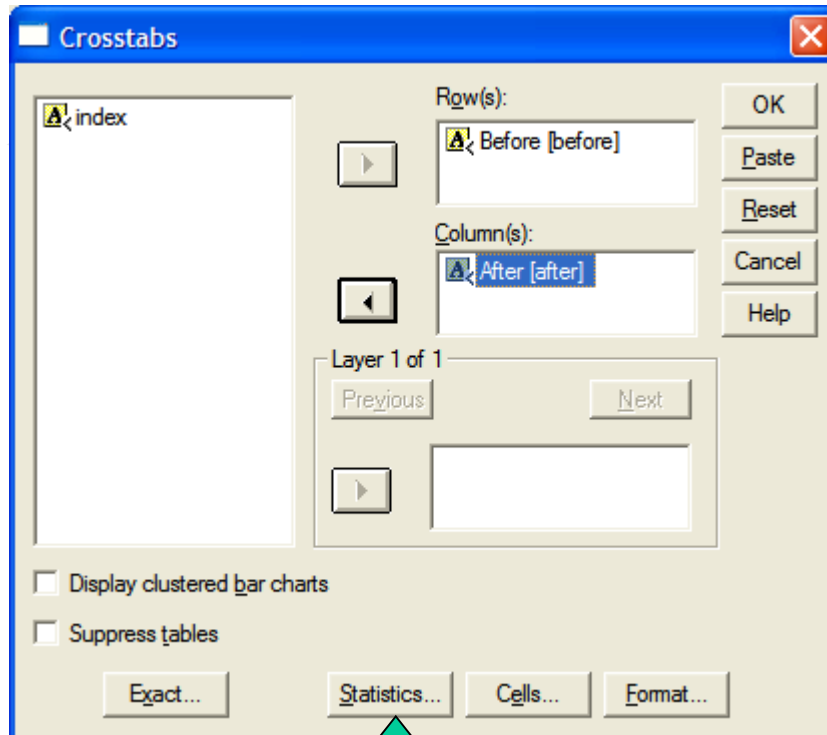 Crosstabs
index
Row(s):
Before [before]
Column(s):
After [after]
OK
Paste
Reset
Cancel
Help
Layer 1 of 1
Previous
Next
Display clustered bar charts
Suppress tables
Exact...
Statistics...
Cells...
Format...